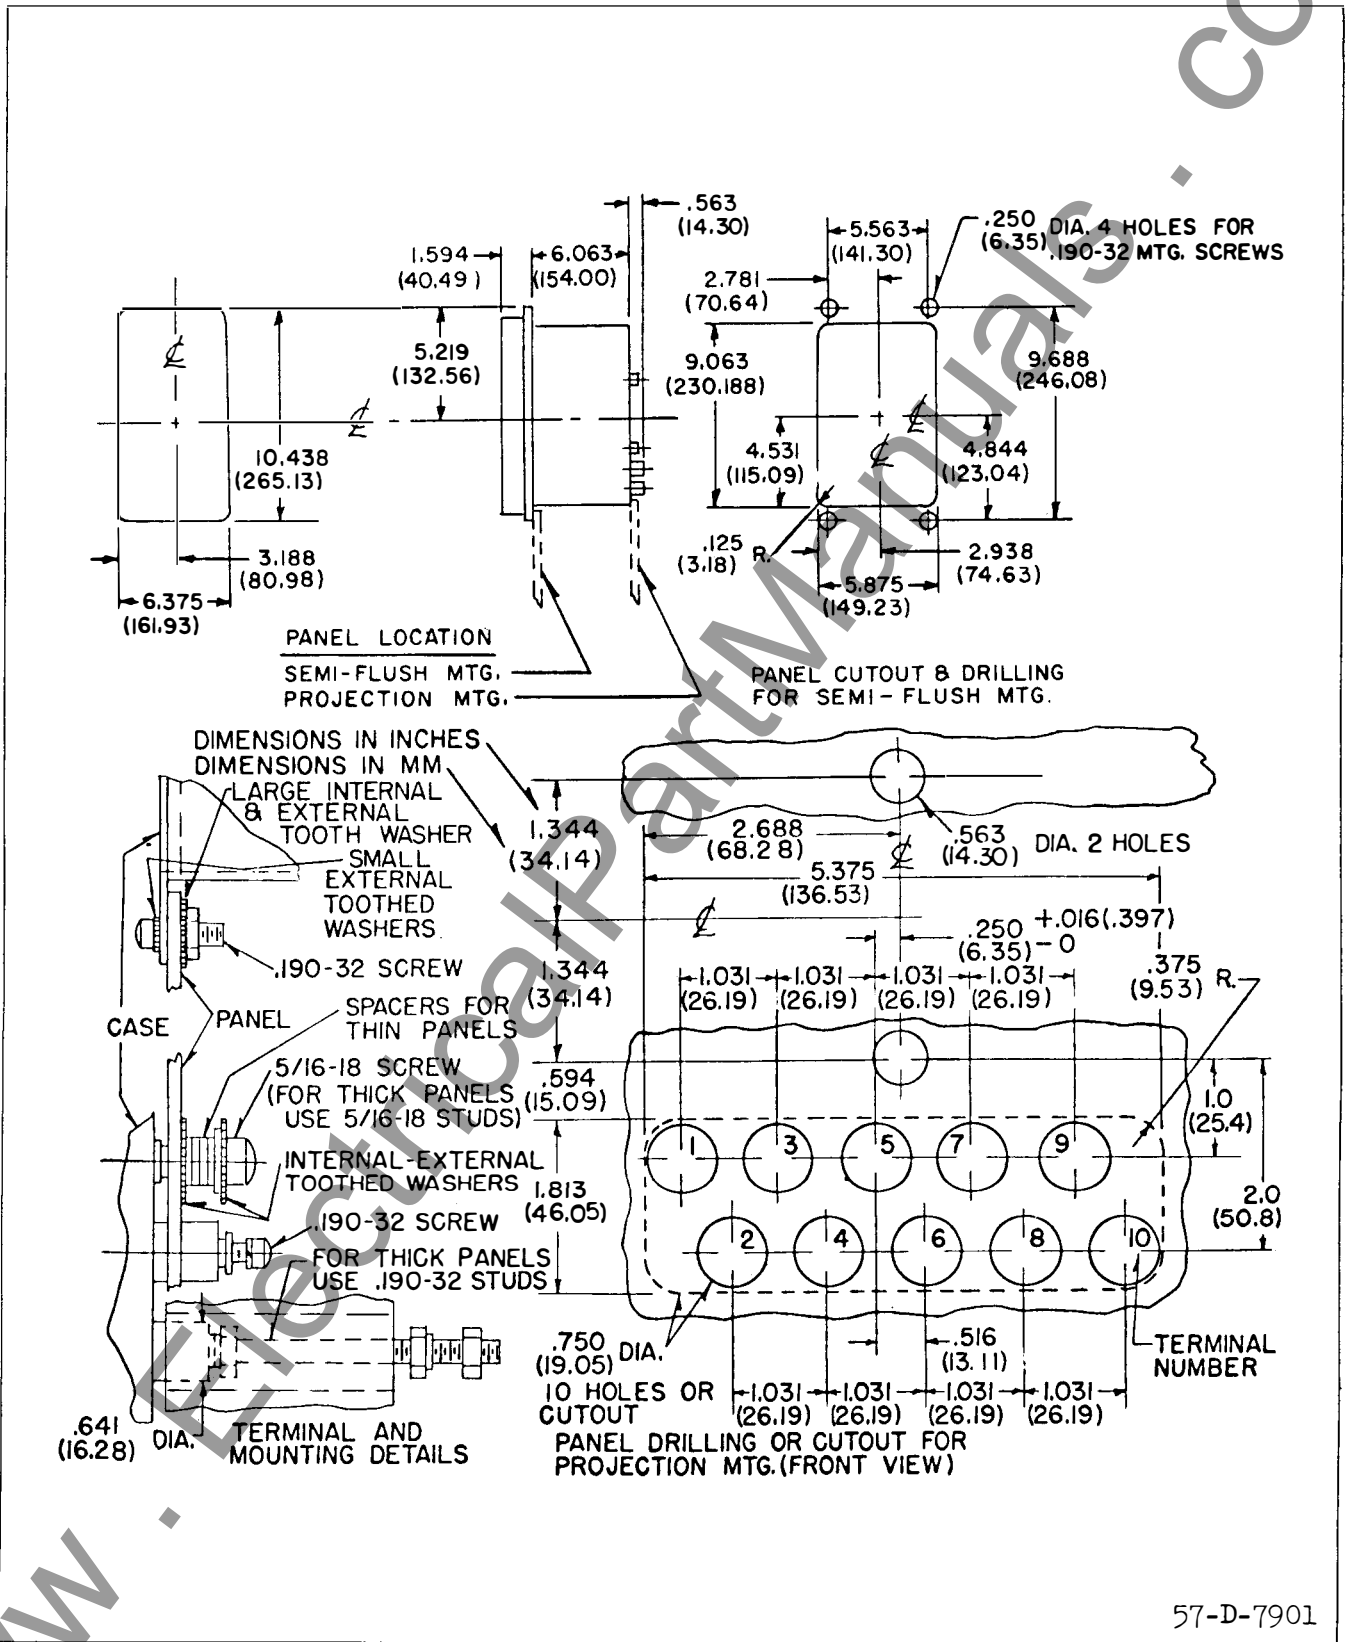 .563
(14.30)
1.594
(40.49)
6.063
(154.00)
5.563
(141.30)
.250
(6.35)
DIA. 4 HOLES FOR
.190-32 MTG. SCREWS
2.781
(70.64)
5.219
(132.56)
9.063
(230.188)
9.688
(246.08)
10.438
(265.13)
4.531
(115.09)
4.844
(123.04)
3.188
(80.98)
.125
(3.18) R.
2.938
(74.63)
6.375
(161.93)
5.875
(149.23)
PANEL LOCATION
SEMI-FLUSH MTG.
PROJECTION MTG.
PANEL CUTOUT & DRILLING
FOR SEMI-FLUSH MTG.
DIMENSIONS IN INCHES
DIMENSIONS IN MM
LARGE INTERNAL
& EXTERNAL
TOOTH WASHER
SMALL
EXTERNAL
TOOTHED
WASHERS
.190-32 SCREW
CASE
PANEL
SPACERS FOR
THIN PANELS
5/16-18 SCREW
(FOR THICK PANELS
USE 5/16-18 STUDS)
INTERNAL-EXTERNAL
TOOTHED WASHERS
.190-32 SCREW
FOR THICK PANELS
USE .190-32 STUDS
.641
(16.28) DIA.
TERMINAL AND
MOUNTING DETAILS
1.344
(34.14)
2.688
(68.28)
.563
(14.30)
DIA. 2 HOLES
5.375
(136.53)
.250 +.016(.397)
(6.35) -0
1.344
(34.14)
1.031 1.031 1.031 1.031
(26.19) (26.19) (26.19) (26.19)
.375
(9.53) R.
.594
(15.09)
1.0
(25.4)
1 3 5 7 9
1.813
(46.05)
2.0
(50.8)
2 4 6 8 10
.750
(19.05) DIA.
10 HOLES OR
CUTOUT
.516
(13.11)
TERMINAL
NUMBER
1.031 1.031 1.031 1.031
(26.19) (26.19) (26.19) (26.19)
PANEL DRILLING OR CUTOUT FOR
PROJECTION MTG. (FRONT VIEW)
57-D-7901
w . ElectricalPartManuals . co